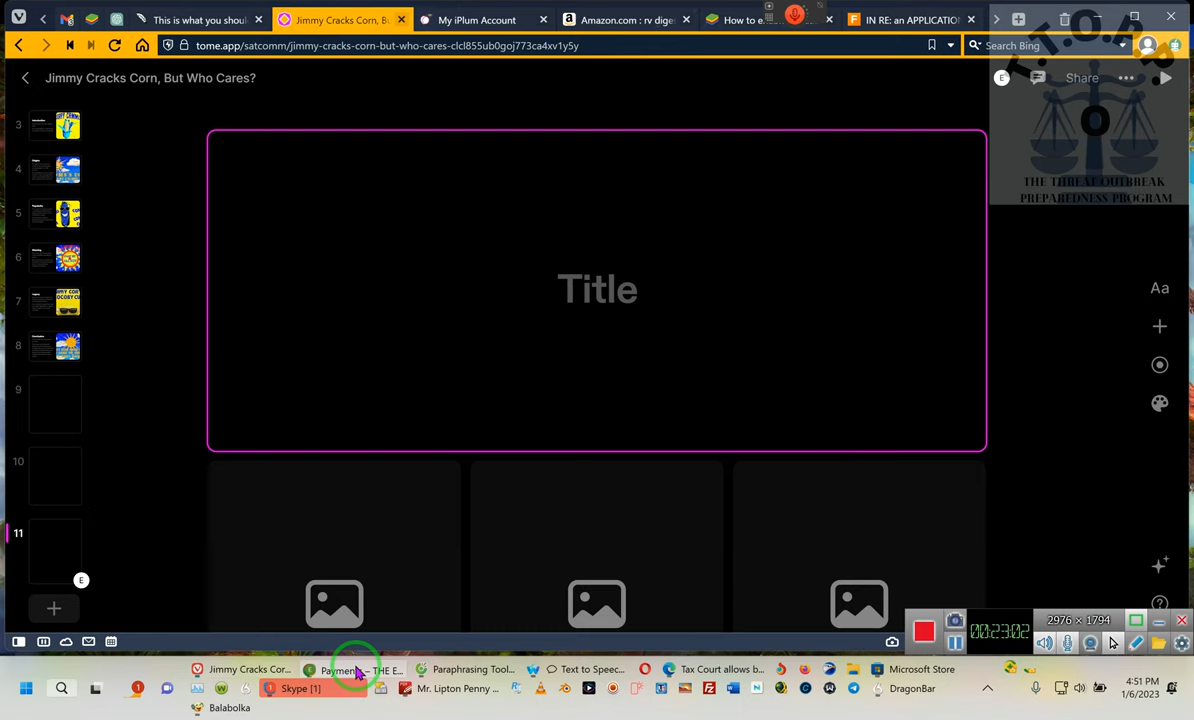 This is what you shoul
Jimmy Cracks Corn, Bu
My iPlum Account
Amazon.com : rv diges
How to e
IN RE: an APPLICATION
tome.app/satcomm/jimmy-cracks-corn-but-who-cares-clcl855ub0goj773ca4xv1y5y
Search Bing
Jimmy Cracks Corn, But Who Cares?
E
Share
T.T.O.P.P.
O
THE THREAT OUTBREAK
PREPAREDNESS PROGRAM
3
4
5
6
7
8
9
10
11
E
Title
Aa
2976 × 1794
00:23:02
Jimmy Cracks Cor...
Payment – THE E...
Paraphrasing Tool...
Text to Speec...
Tax Court allows b...
Microsoft Store
1
Skype [1]
Mr. Lipton Penny ...
DragonBar
4:51 PM
1/6/2023
Balabolka